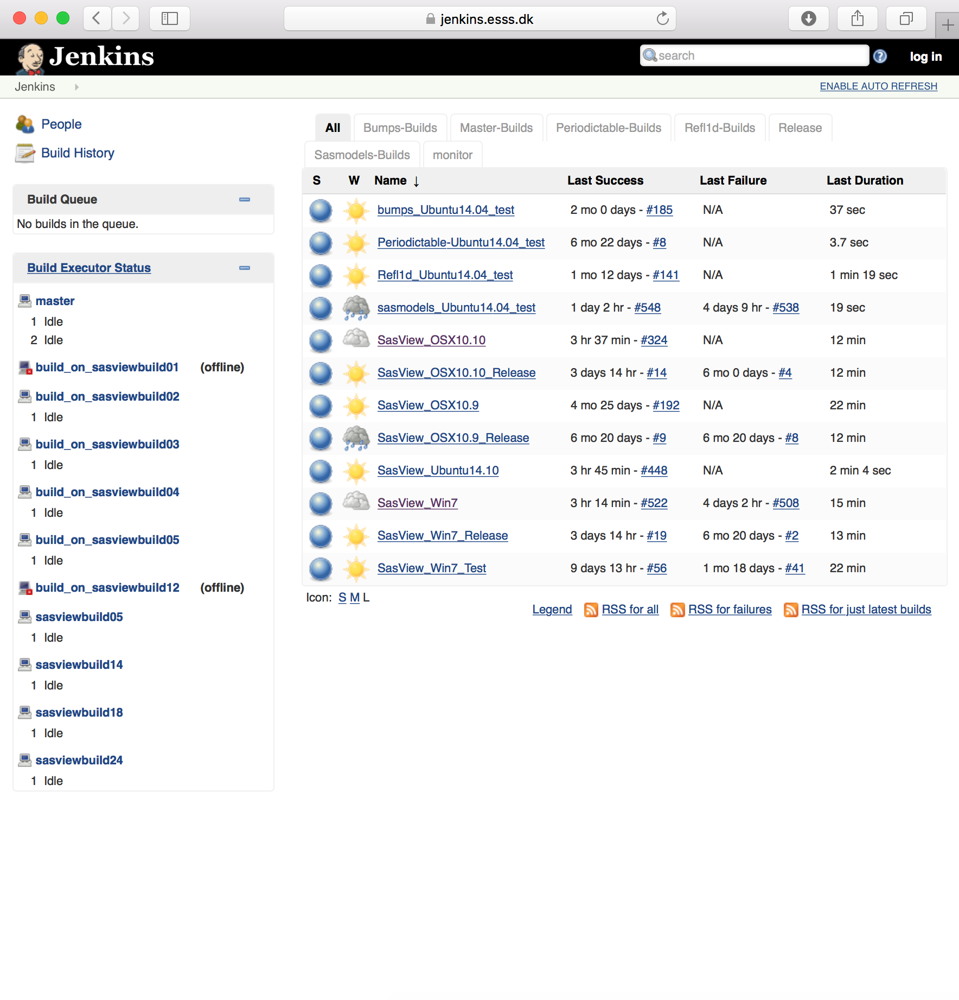 jenkins.esss.dk
Jenkins
search
log in
Jenkins
ENABLE AUTO REFRESH
People
Build History
Build Queue
No builds in the queue.
Build Executor Status
master
1 Idle
2 Idle
build_on_sasviewbuild01 (offline)
build_on_sasviewbuild02
1 Idle
build_on_sasviewbuild03
1 Idle
build_on_sasviewbuild04
1 Idle
build_on_sasviewbuild05
1 Idle
build_on_sasviewbuild12 (offline)
sasviewbuild05
1 Idle
sasviewbuild14
1 Idle
sasviewbuild18
1 Idle
sasviewbuild24
1 Idle
All Bumps-Builds Master-Builds Periodictable-Builds Refl1d-Builds Release
Sasmodels-Builds monitor
S W Name ↓ Last Success Last Failure Last Duration
bumps_Ubuntu14.04_test 2 mo 0 days - #185 N/A 37 sec
Periodictable-Ubuntu14.04_test 6 mo 22 days - #8 N/A 3.7 sec
Refl1d_Ubuntu14.04_test 1 mo 12 days - #141 N/A 1 min 19 sec
sasmodels_Ubuntu14.04_test 1 day 2 hr - #548 4 days 9 hr - #538 19 sec
SasView_OSX10.10 3 hr 37 min - #324 N/A 12 min
SasView_OSX10.10_Release 3 days 14 hr - #14 6 mo 0 days - #4 12 min
SasView_OSX10.9 4 mo 25 days - #192 N/A 22 min
SasView_OSX10.9_Release 6 mo 20 days - #9 6 mo 20 days - #8 12 min
SasView_Ubuntu14.10 3 hr 45 min - #448 N/A 2 min 4 sec
SasView_Win7 3 hr 14 min - #522 4 days 2 hr - #508 15 min
SasView_Win7_Release 3 days 14 hr - #19 6 mo 20 days - #2 13 min
SasView_Win7_Test 9 days 13 hr - #56 1 mo 18 days - #41 22 min
Icon: S M L
Legend RSS for all RSS for failures RSS for just latest builds